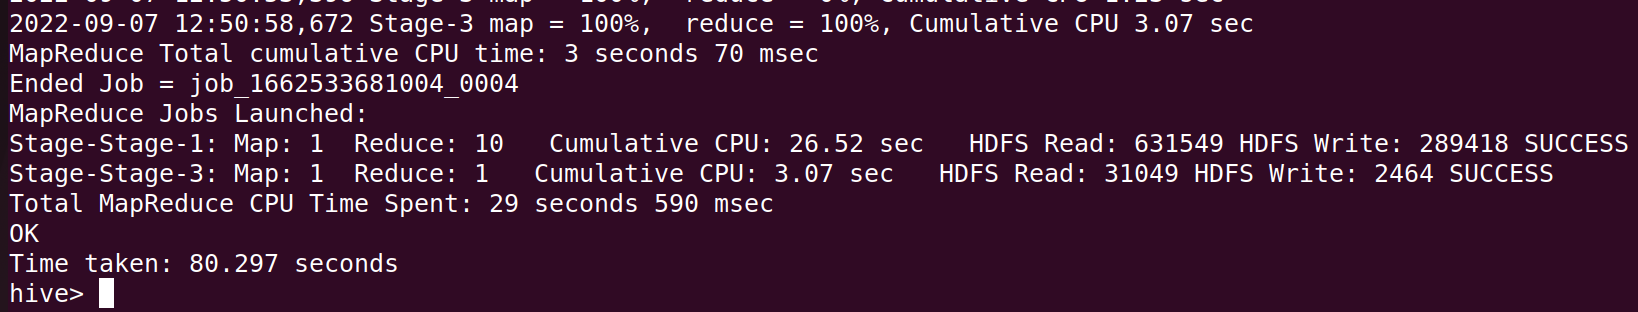 2022-09-07 12:50:58,672 Stage-3 map = 100%,  reduce = 100%, Cumulative CPU 3.07 sec
MapReduce Total cumulative CPU time: 3 seconds 70 msec
Ended Job = job_1662533681004_0004
MapReduce Jobs Launched:
Stage-Stage-1: Map: 1  Reduce: 10   Cumulative CPU: 26.52 sec   HDFS Read: 631549 HDFS Write: 289418 SUCCESS
Stage-Stage-3: Map: 1  Reduce: 1   Cumulative CPU: 3.07 sec   HDFS Read: 31049 HDFS Write: 2464 SUCCESS
Total MapReduce CPU Time Spent: 29 seconds 590 msec
OK
Time taken: 80.297 seconds
hive>